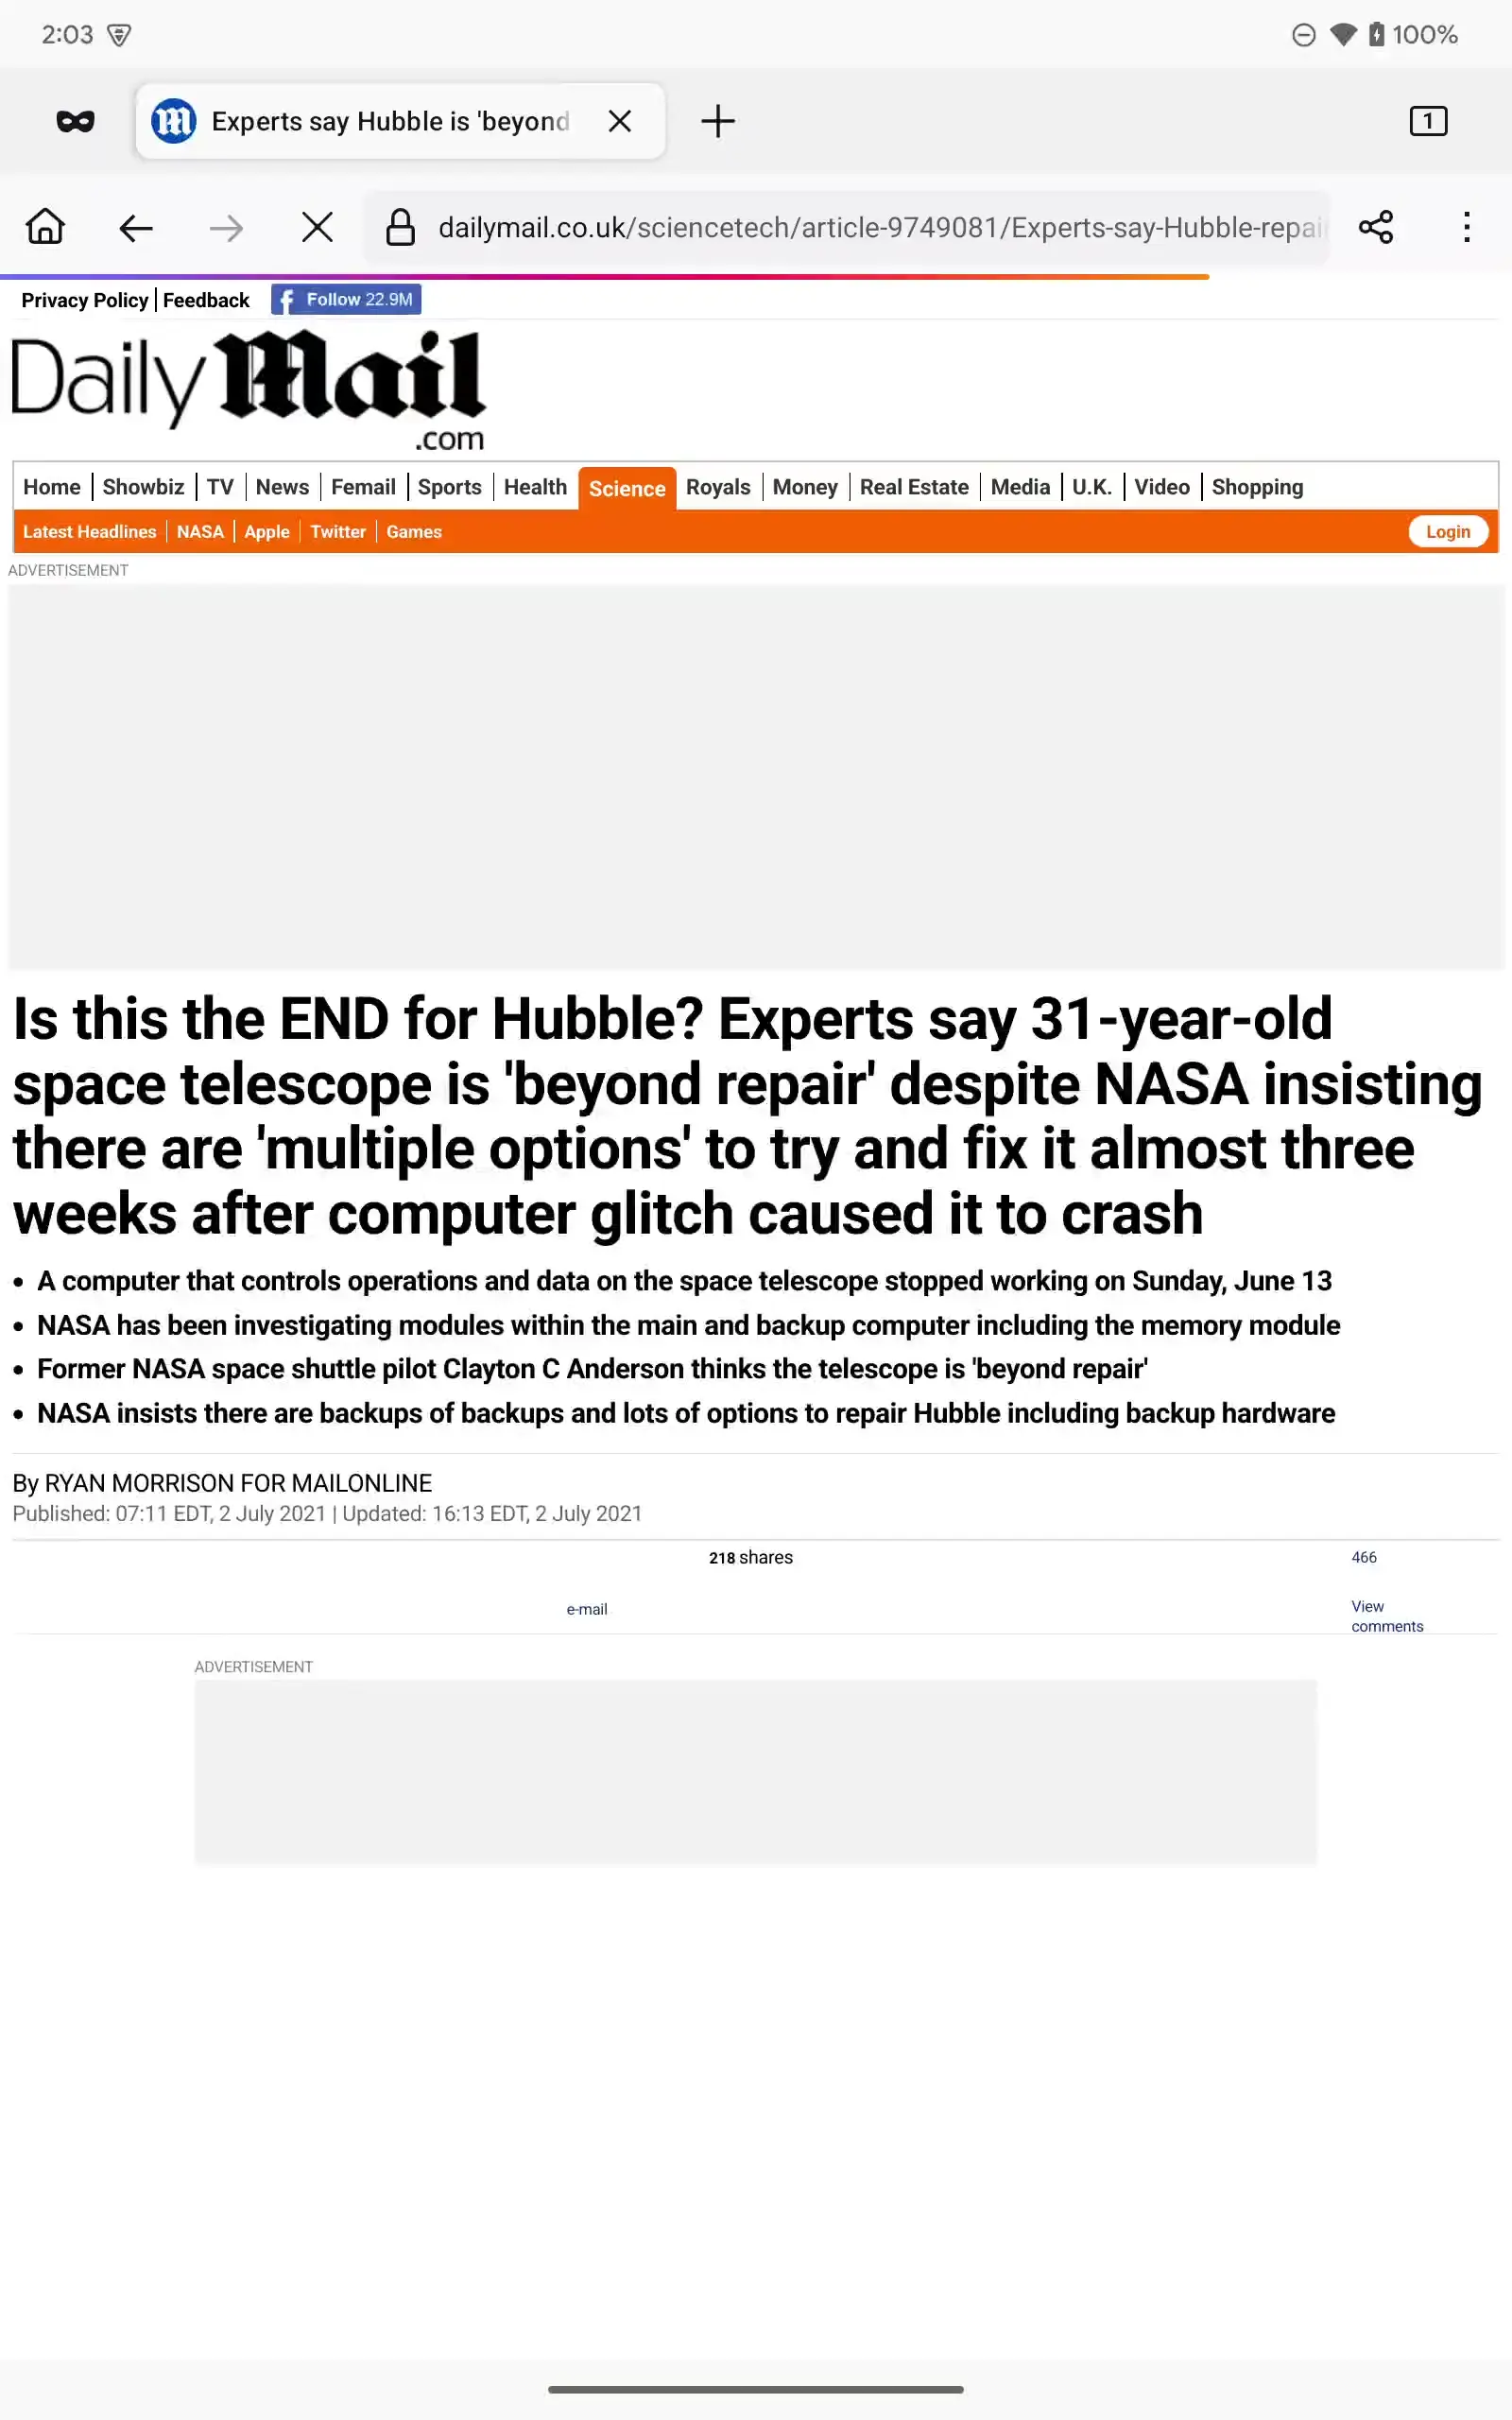 2:03 100%
Experts say Hubble is 'beyond 1
dailymail.co.uk/sciencetech/article-9749081/Experts-say-Hubble-repai
Privacy Policy Feedback Follow 22.9M
Daily Mail
.com
Home Showbiz TV News Femail Sports Health Science Royals Money Real Estate Media U.K. Video Shopping
Latest Headlines NASA Apple Twitter Games Login
ADVERTISEMENT
Is this the END for Hubble? Experts say 31-year-old
space telescope is 'beyond repair' despite NASA insisting
there are 'multiple options' to try and fix it almost three
weeks after computer glitch caused it to crash
• A computer that controls operations and data on the space telescope stopped working on Sunday, June 13
• NASA has been investigating modules within the main and backup computer including the memory module
• Former NASA space shuttle pilot Clayton C Anderson thinks the telescope is 'beyond repair'
• NASA insists there are backups of backups and lots of options to repair Hubble including backup hardware
By RYAN MORRISON FOR MAILONLINE
Published: 07:11 EDT, 2 July 2021 | Updated: 16:13 EDT, 2 July 2021
218 shares 466
e-mail View
comments
ADVERTISEMENT